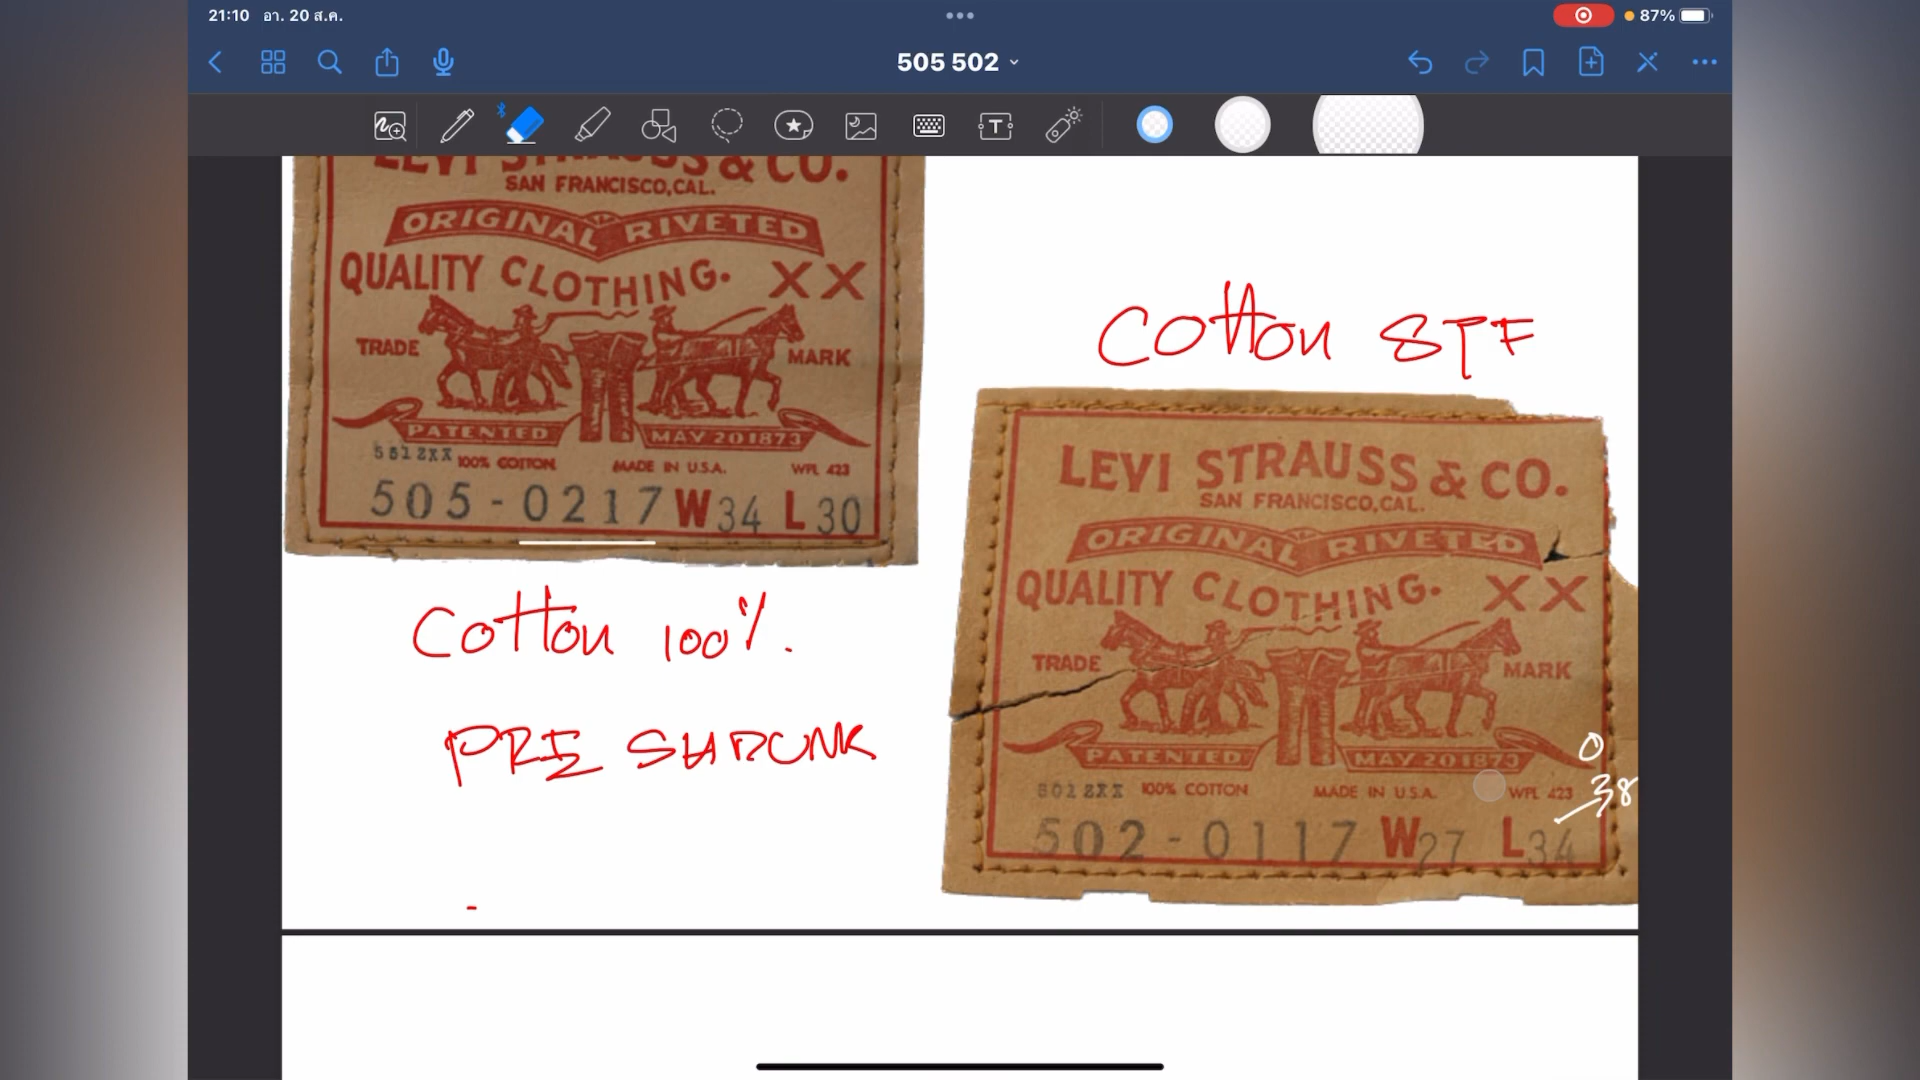 21:10 อา. 20 ส.ค.
87%
505 502
LEVI STRAUSS & CO.
SAN FRANCISCO, CAL.
ORIGINAL RIVETED
QUALITY CLOTHING. XX
TRADE MARK
PATENTED MAY 20 1873
100% COTTON MADE IN U.S.A. WPL 423
505-0217 W34 L30
Cotton 100%.
PRE SHRUNK
-
Cotton STF
LEVI STRAUSS & CO.
SAN FRANCISCO, CAL.
ORIGINAL RIVETED
QUALITY CLOTHING. XX
TRADE MARK
PATENTED MAY 20 1873
0
38
100% COTTON MADE IN U.S.A. WPL 423
502-0117 W27 L34